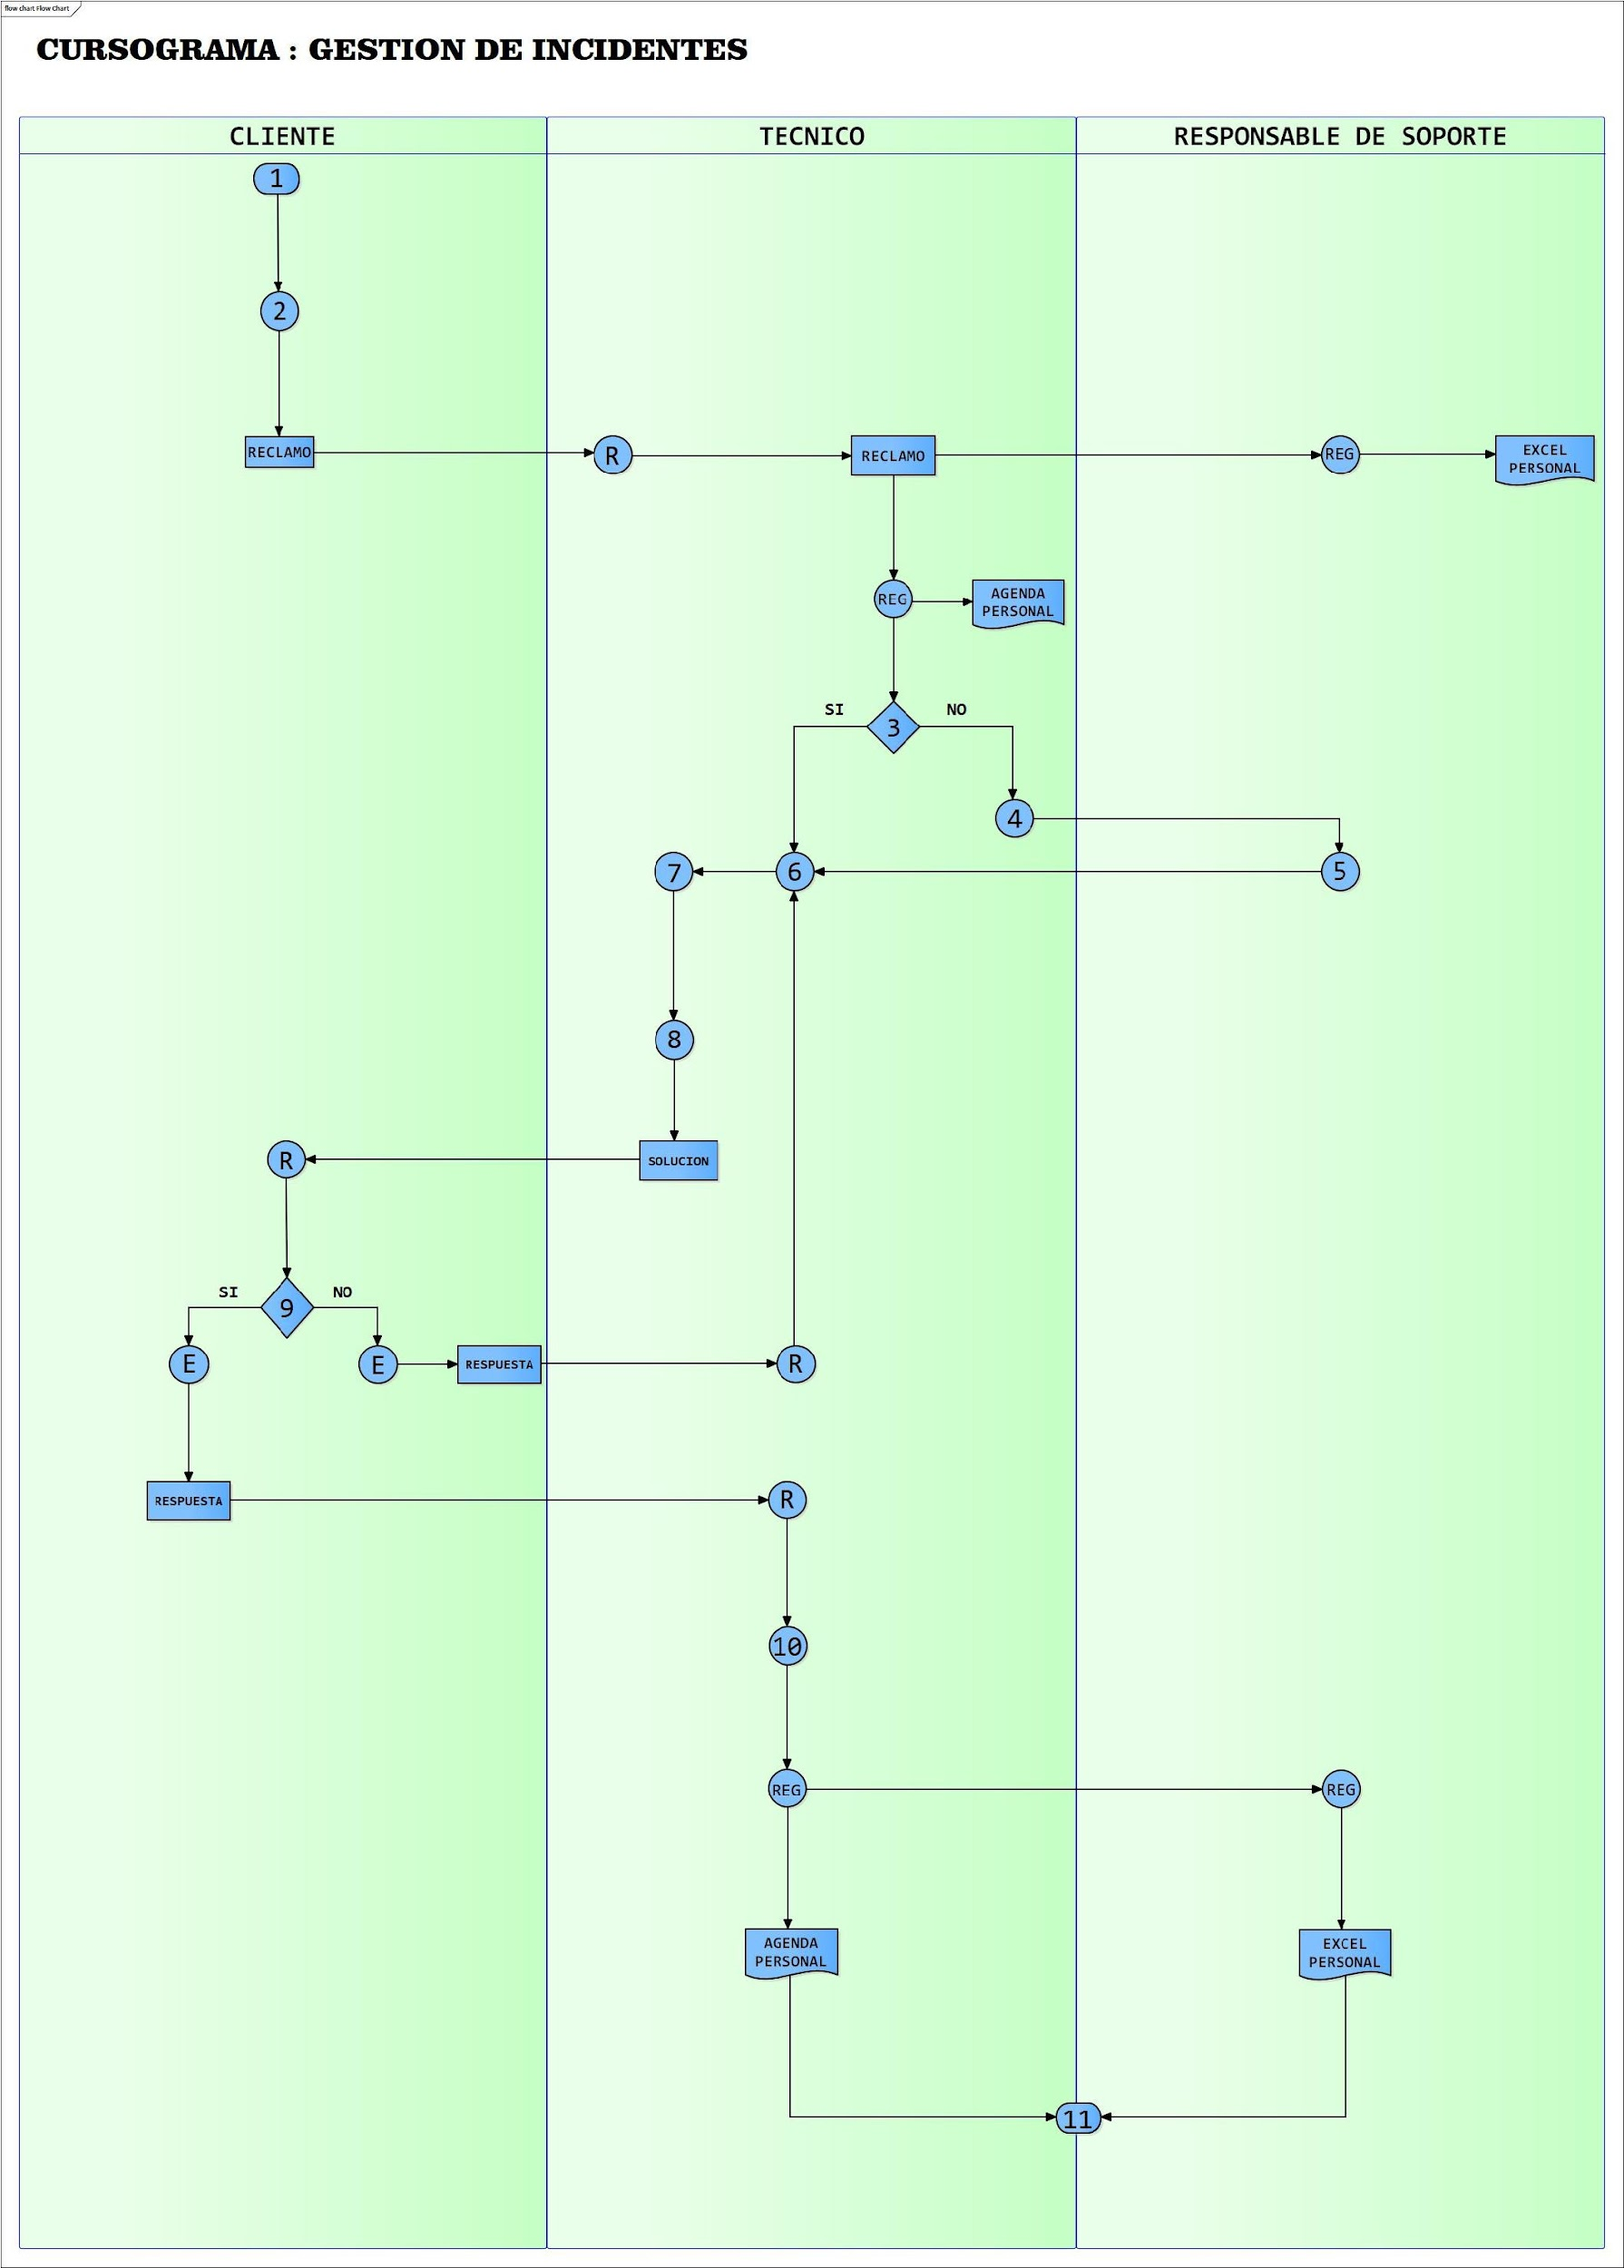 flow chart Flow Chart
CURSOGRAMA : GESTION DE INCIDENTES
CLIENTE
TECNICO
RESPONSABLE DE SOPORTE
1
2
RECLAMO
R
RECLAMO
REG
EXCEL
PERSONAL
REG
AGENDA
PERSONAL
SI
NO
3
4
7
6
5
8
R
SOLUCION
SI
NO
9
E
E
RESPUESTA
R
RESPUESTA
R
10
REG
REG
AGENDA
PERSONAL
EXCEL
PERSONAL
11